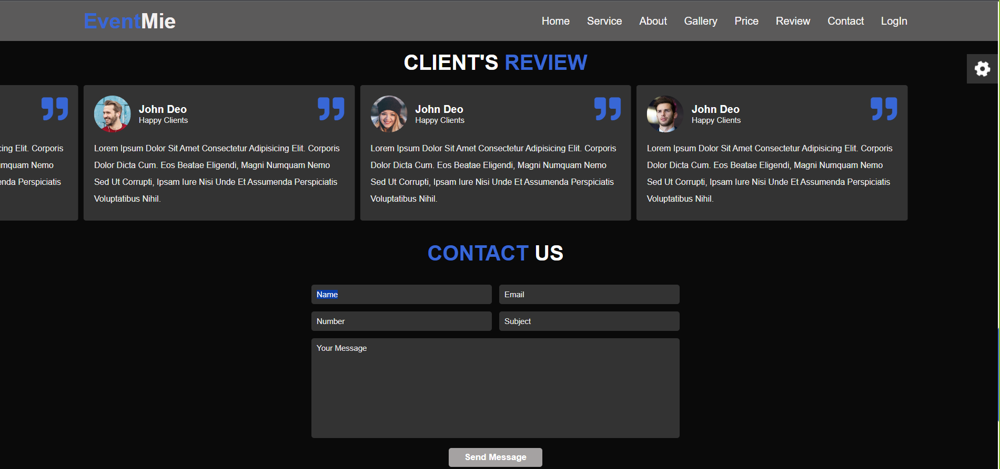 EventMie
Home Service About Gallery Price Review Contact LogIn
CLIENT'S REVIEW
Elit. Corporis
Nemo
Perspiciatis
John Deo
Happy Clients
Lorem Ipsum Dolor Sit Amet Consectetur Adipisicing Elit. Corporis
Dolor Dicta Cum. Eos Beatae Eligendi, Magni Numquam Nemo
Sed Ut Corrupti, Ipsam Iure Nisi Unde Et Assumenda Perspiciatis
Voluptatibus Nihil.
John Deo
Happy Clients
Lorem Ipsum Dolor Sit Amet Consectetur Adipisicing Elit. Corporis
Dolor Dicta Cum. Eos Beatae Eligendi, Magni Numquam Nemo
Sed Ut Corrupti, Ipsam Iure Nisi Unde Et Assumenda Perspiciatis
Voluptatibus Nihil.
John Deo
Happy Clients
Lorem Ipsum Dolor Sit Amet Consectetur Adipisicing Elit. Corporis
Dolor Dicta Cum. Eos Beatae Eligendi, Magni Numquam Nemo
Sed Ut Corrupti, Ipsam Iure Nisi Unde Et Assumenda Perspiciatis
Voluptatibus Nihil.
CONTACT US
Name Email
Number Subject
Your Message
Send Message